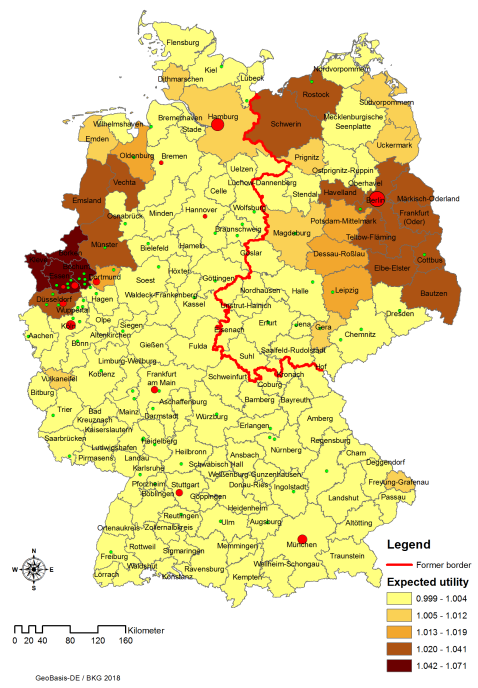 Flensburg
Kiel
Nordvorpommern
Dithmarschen
Lübeck
Rostock
Südvorpommern
Wilhelmshaven
Bremerhaven
Hamburg
Schwerin
Mecklenburgische
Seenplatte
Emden
Stade
Uckermark
Oldenburg
Bremen
Prignitz
Uelzen
Ostprignitz-Ruppin
Oberhavel
Vechta
Celle
Lüchow-Dannenberg
Stendal
Havelland
Berlin
Märkisch-Oderland
Emsland
Osnabrück
Minden
Hannover
Wolfsburg
Frankfurt
(Oder)
Potsdam-Mittelmark
Braunschweig
Magdeburg
Teltow-Fläming
Münster
Bielefeld
Hameln
Goslar
Dessau-Roßlau
Cottbus
Höxter
Elbe-Elster
Dortmund
Soest
Göttingen
Nordhausen
Halle
Leipzig
Bautzen
Düsseldorf
Hagen
Waldeck-Frankenberg
Kassel
Unstrut-Hainich
Wuppertal
Olpe
Eisenach
Erfurt
Jena
Gera
Dresden
Köln
Siegen
Chemnitz
Aachen
Altenkirchen
Bonn
Gießen
Fulda
Suhl
Saalfeld-Rudolstadt
Limburg-Weilburg
Hof
Vulkaneifel
Koblenz
Frankfurt
am Main
Schweinfurt
Kronach
Coburg
Bitburg
Aschaffenburg
Bamberg
Bayreuth
Trier
Bad
Kreuznach
Mainz
Darmstadt
Würzburg
Amberg
Kaiserslautern
Erlangen
Saarbrücken
Ludwigshafen
Heidelberg
Nürnberg
Regensburg
Pirmasens
Landau
Heilbronn
Ansbach
Cham
Karlsruhe
Schwäbisch Hall
Weißenburg-Gunzenhausen
Deggendorf
Pforzheim
Stuttgart
Donau-Ries
Ingolstadt
Freyung-Grafenau
Böblingen
Göppingen
Landshut
Passau
Heidenheim
Reutlingen
Ortenaukreis
Zollernalbkreis
Ulm
Augsburg
Altötting
München
Rottweil
Memmingen
Freiburg
Sigmaringen
Traunstein
Waldshut
Ravensburg
Weilheim-Schongau
Lörrach
Konstanz
Kempten
Legend
Former border
Expected utility
0.999 - 1.004
1.005 - 1.012
1.013 - 1.019
1.020 - 1.041
1.042 - 1.071
N
W E
S
0 20 40 80 120 160
Kilometer
GeoBasis-DE / BKG 2018